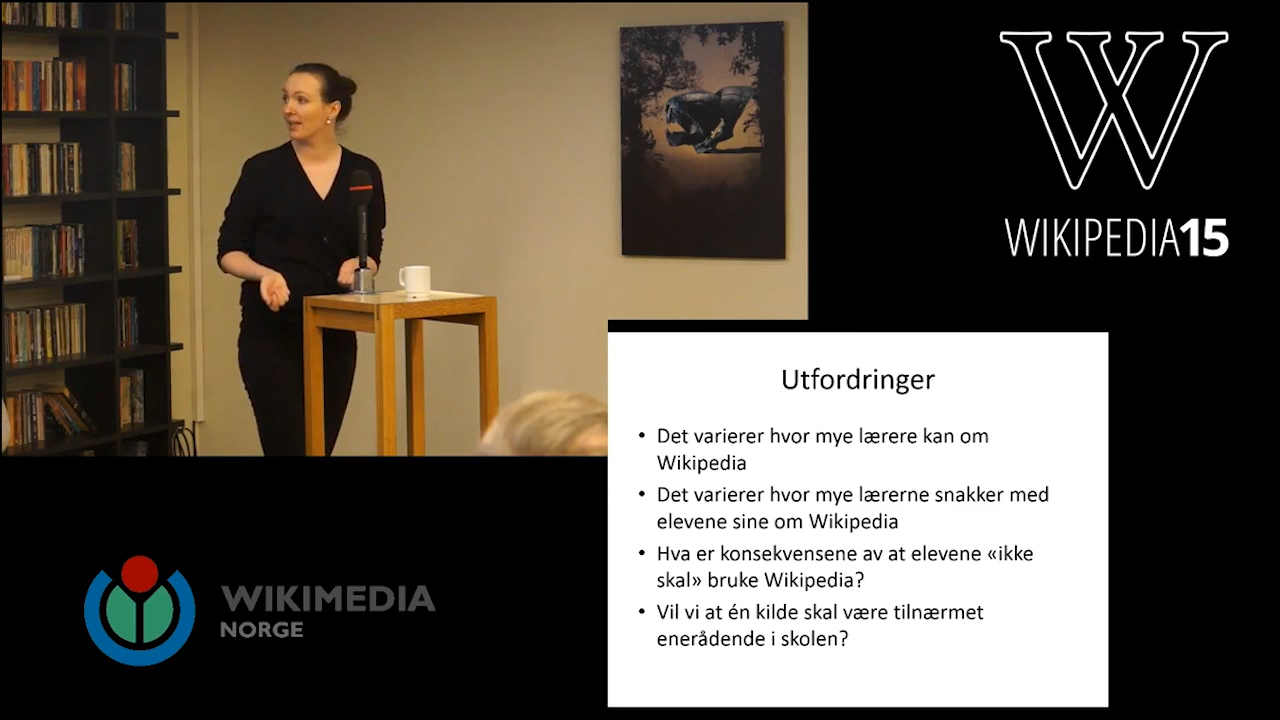 W
WIKIPEDIA15
Utfordringer
• Det varierer hvor mye lærere kan om
Wikipedia
• Det varierer hvor mye lærerne snakker med
elevene sine om Wikipedia
• Hva er konsekvensene av at elevene «ikke
skal» bruke Wikipedia?
• Vil vi at én kilde skal være tilnærmet
enerådende i skolen?
WIKIMEDIA
NORGE